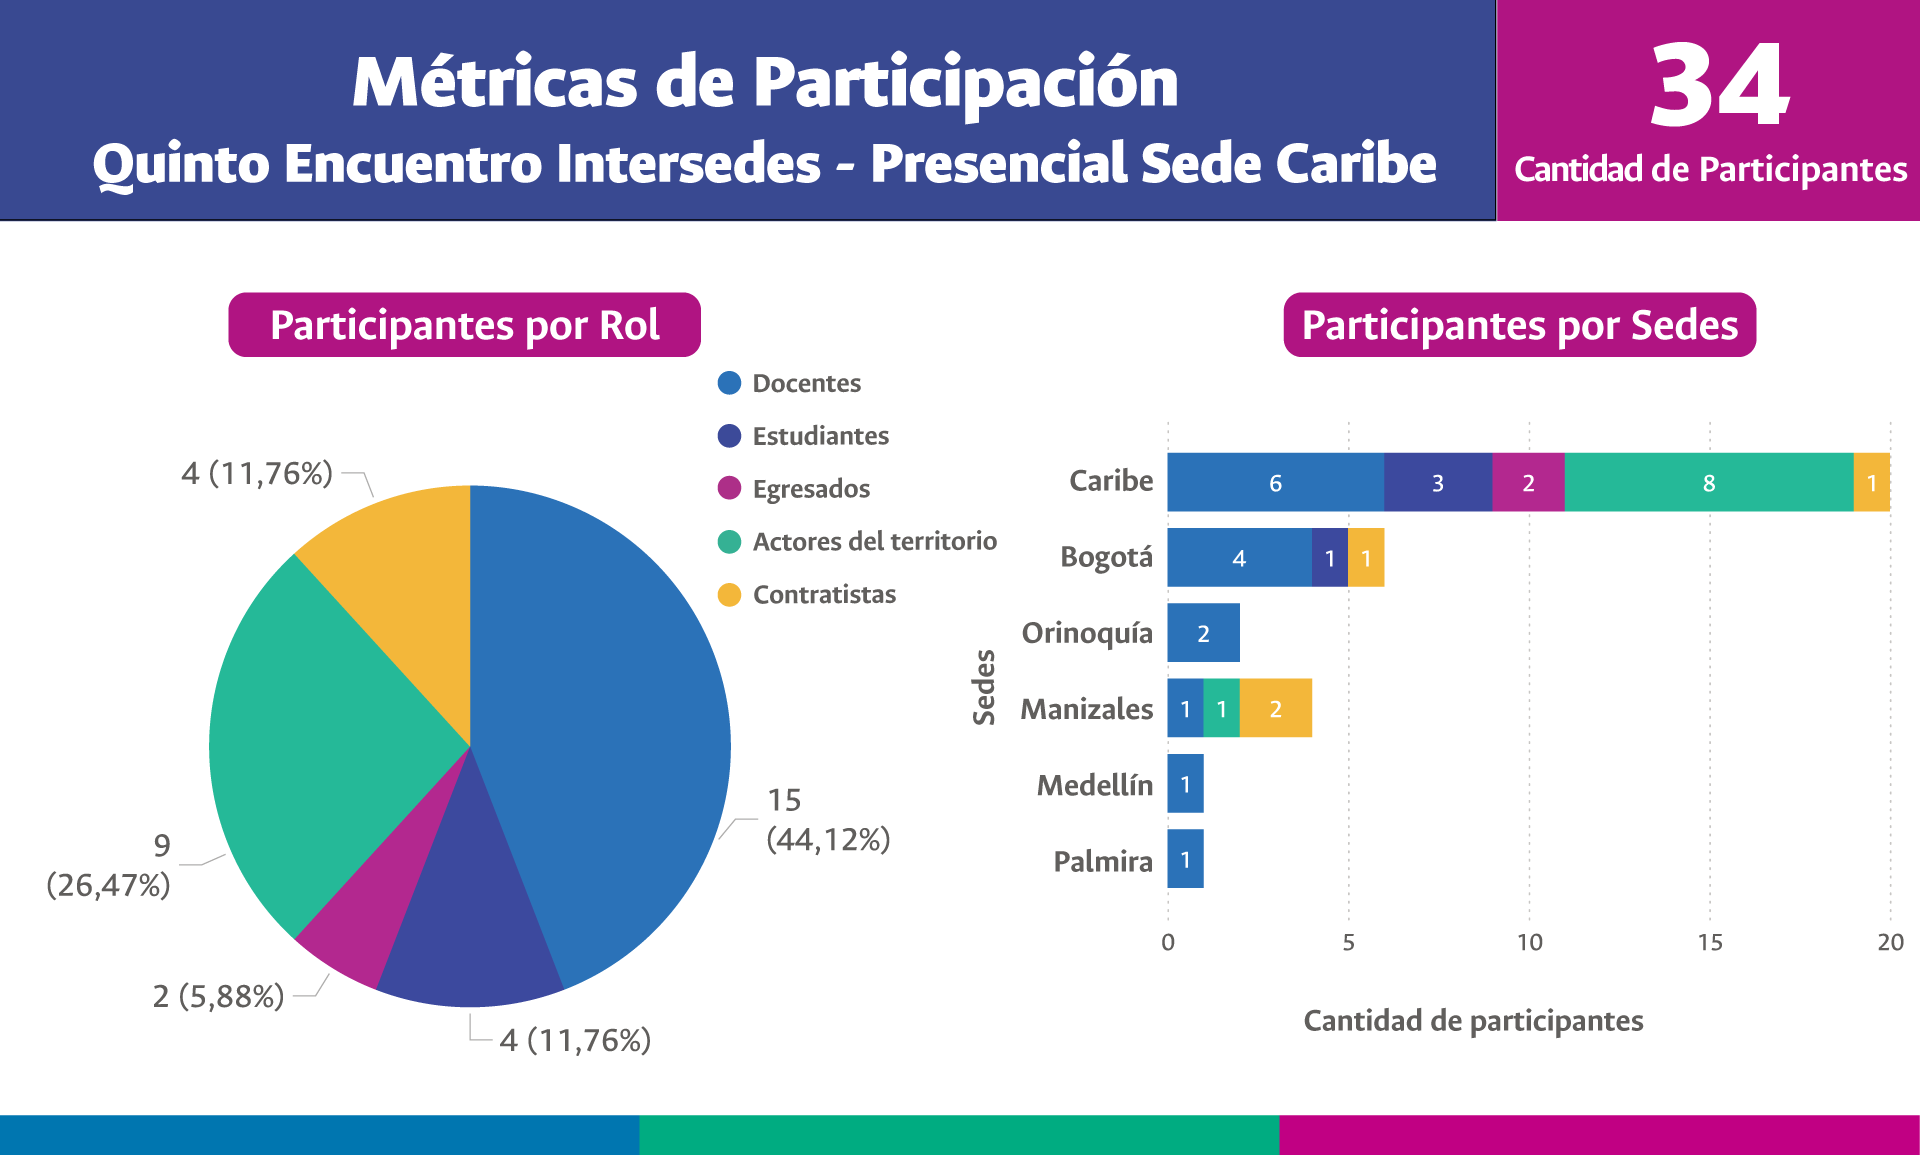 Métricas de Participación
Quinto Encuentro Intersedes - Presencial Sede Caribe
34
Cantidad de Participantes
Participantes por Rol
Docentes
Estudiantes
Egresados
Actores del territorio
Contratistas
4 (11,76%)
15
(44,12%)
9
(26,47%)
2 (5,88%)
4 (11,76%)
Participantes por Sedes
Sedes
Caribe 6 3 2 8 1
Bogotá 4 1 1
Orinoquía 2
Manizales 1 1 2
Medellín 1
Palmira 1
0 5 10 15 20
Cantidad de participantes